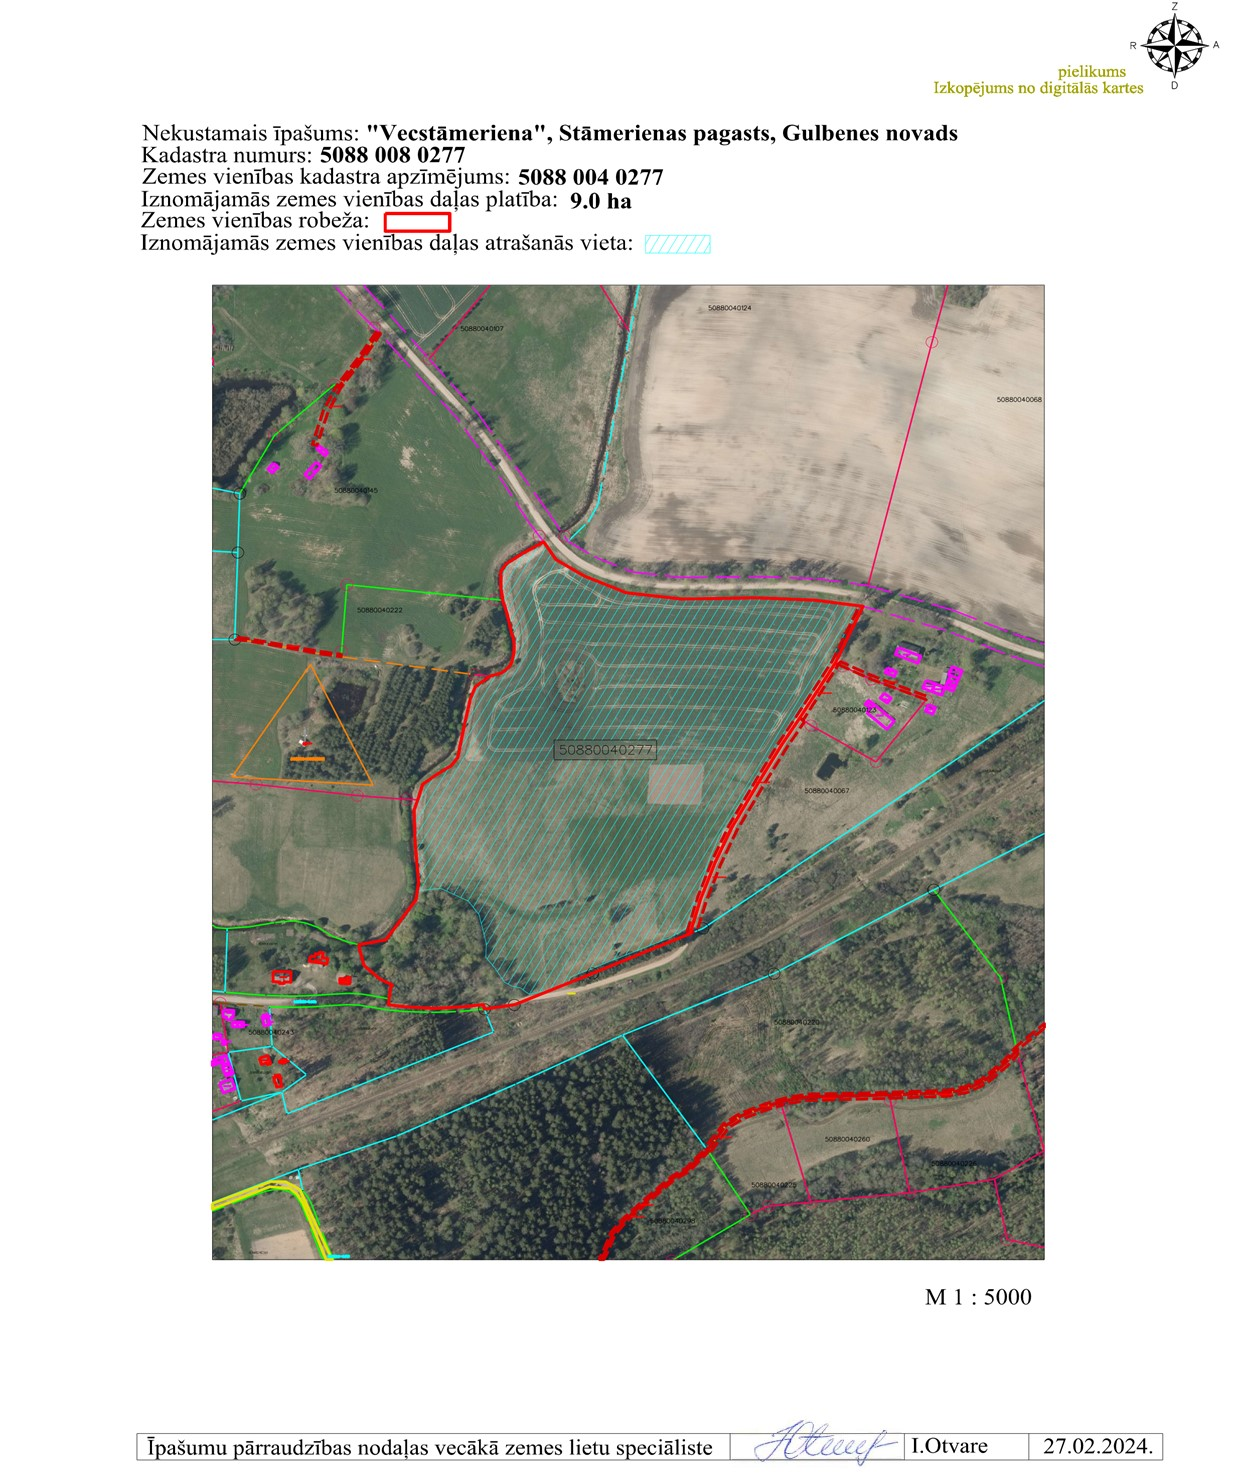 Z
R A
D
pielikums
Izkopējums no digitālās kartes
Nekustamais īpašums: "Vecstāmeriena", Stāmerienas pagasts, Gulbenes novads
Kadastra numurs: 5088 008 0277
Zemes vienības kadastra apzīmējums: 5088 004 0277
Iznomājamās zemes vienības daļas platība: 9.0 ha
Zemes vienības robeža:
Iznomājamās zemes vienības daļas atrašanās vieta:
50880040124
50880040107
50880040068
50880040145
50880040222
50880040123
50880040277
50880040067
50880040243
50880040260
50880040225
M 1 : 5000
Īpašumu pārraudzības nodaļas vecākā zemes lietu speciāliste I.Otvare 27.02.2024.